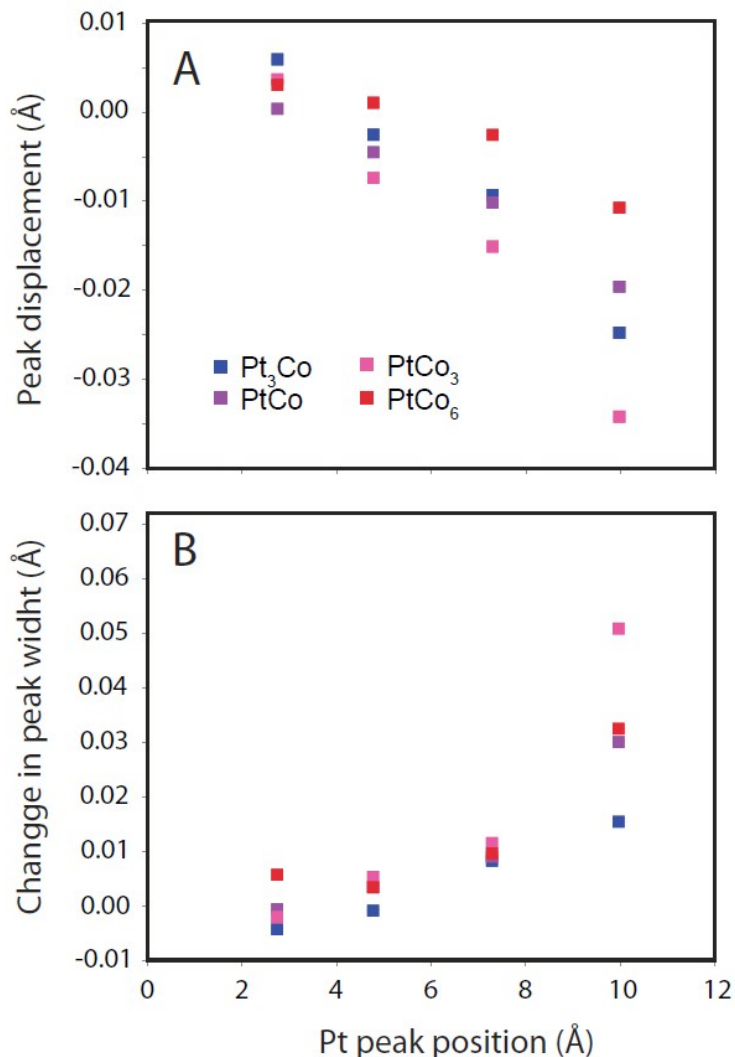 A
Peak displacement (Å)
0.01
0.00
-0.01
-0.02
-0.03
-0.04
Pt₃Co
PtCo₃
PtCo
PtCo₆
B
Changge in peak widht (Å)
0.07
0.06
0.05
0.04
0.03
0.02
0.01
0.00
-0.01
0 2 4 6 8 10 12
Pt peak position (Å)